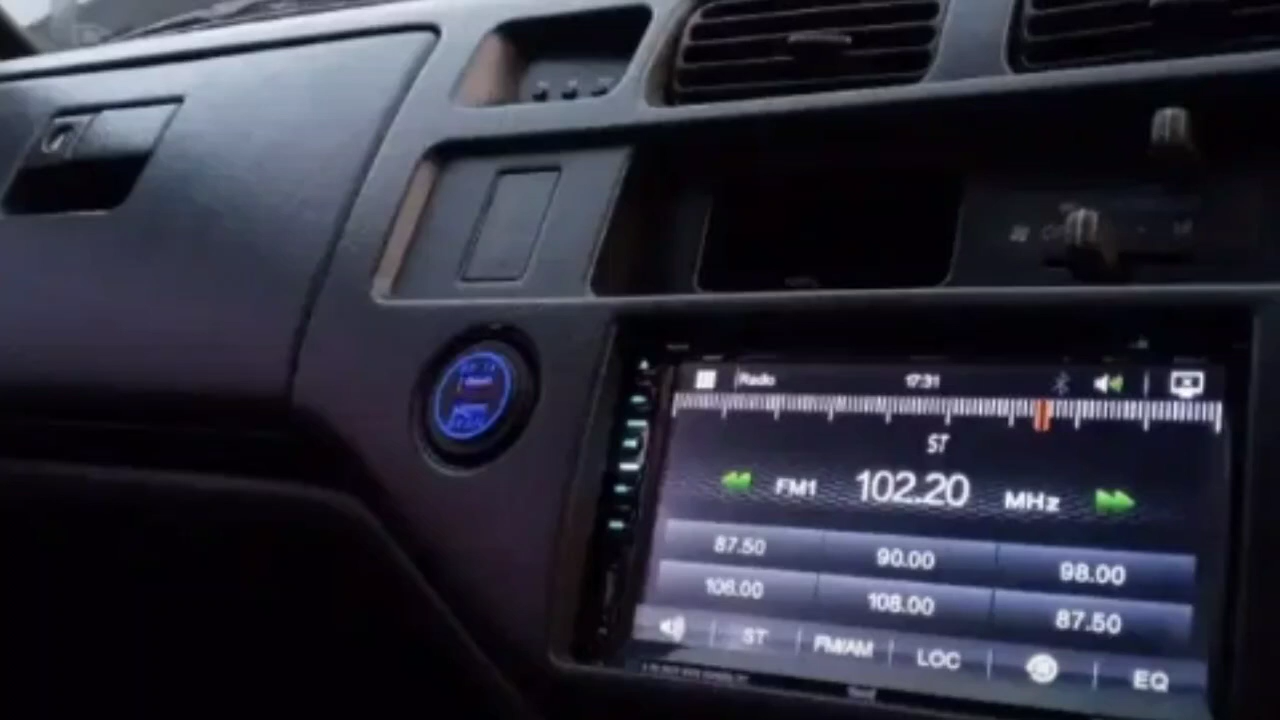 Radio 17:31
ST
FM1 102.20 MHz
87.50 90.00 98.00
106.00 108.00 87.50
ST FM/AM LOC EQ